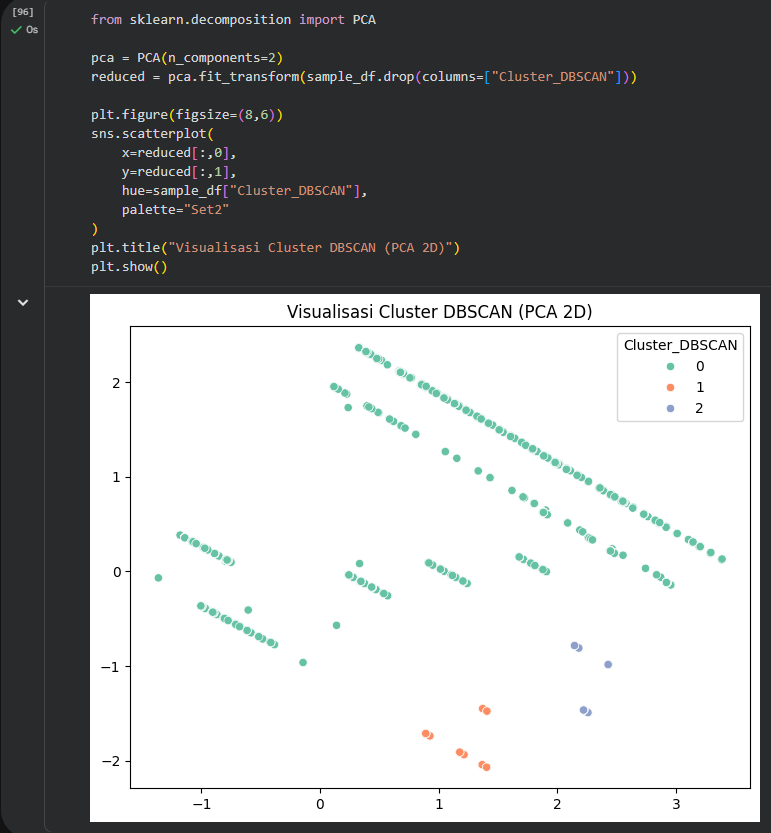 [96]
0s
from sklearn.decomposition import PCA
pca = PCA(n_components=2)
reduced = pca.fit_transform(sample_df.drop(columns=["Cluster_DBSCAN"]))
plt.figure(figsize=(8,6))
sns.scatterplot(
x=reduced[:,0],
y=reduced[:,1],
hue=sample_df["Cluster_DBSCAN"],
palette="Set2"
)
plt.title("Visualisasi Cluster DBSCAN (PCA 2D)")
plt.show()
Visualisasi Cluster DBSCAN (PCA 2D)
Cluster_DBSCAN
0
1
2
2
1
0
−1
−2
−1
0
1
2
3